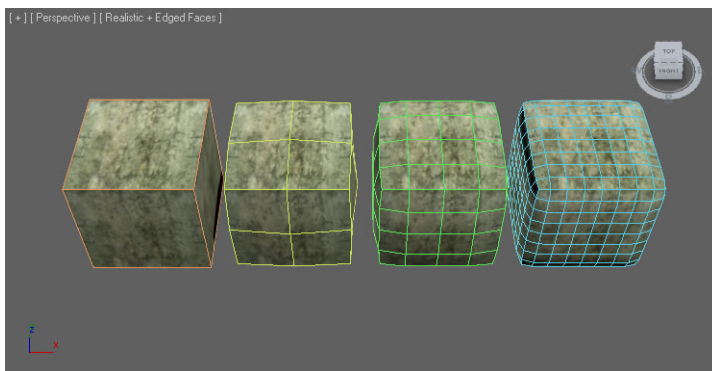 [ + ] [ Perspective ] [ Realistic + Edged Faces ]
TOP
FRONT
z
x